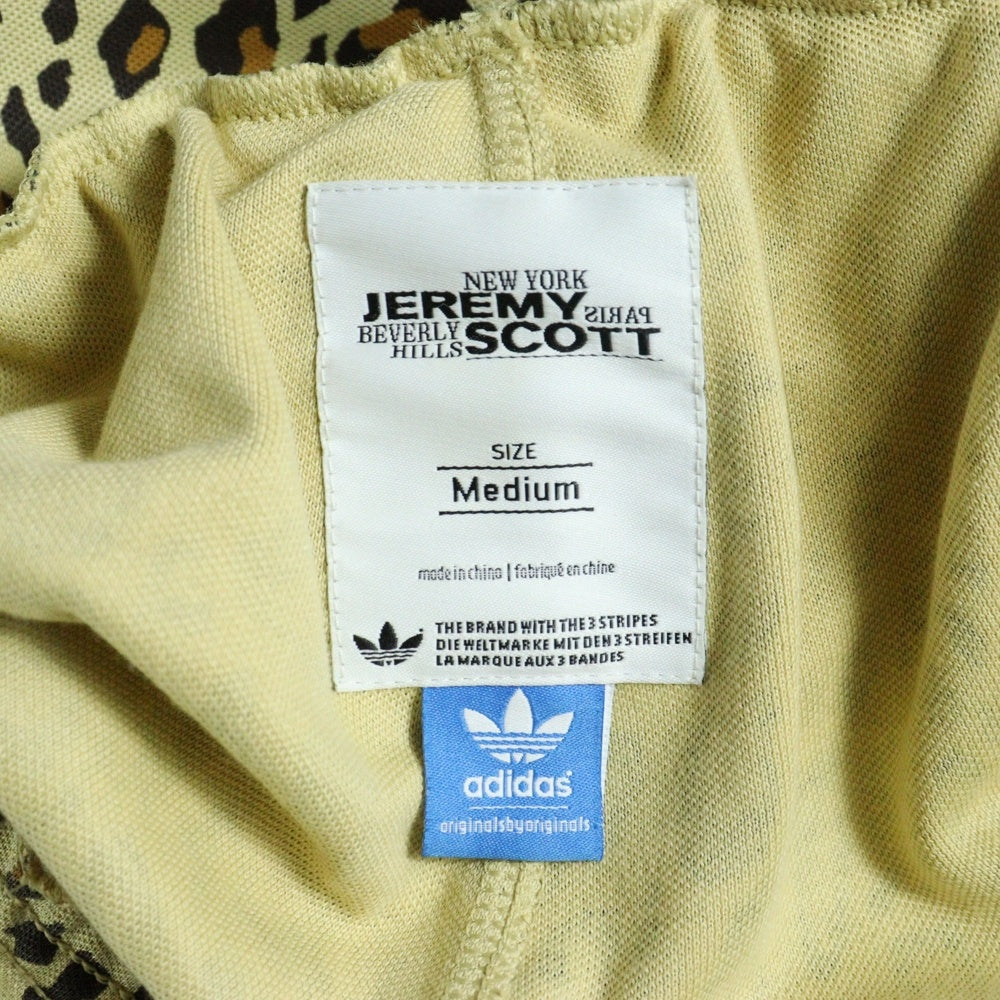 NEW YORK
JEREMY PARIS
BEVERLY HILLS SCOTT
SIZE
Medium
made in china | fabriqué en chine
THE BRAND WITH THE 3 STRIPES
DIE WELTMARKE MIT DEN 3 STREIFEN
LA MARQUE AUX 3 BANDES
adidas
originalsbyoriginals